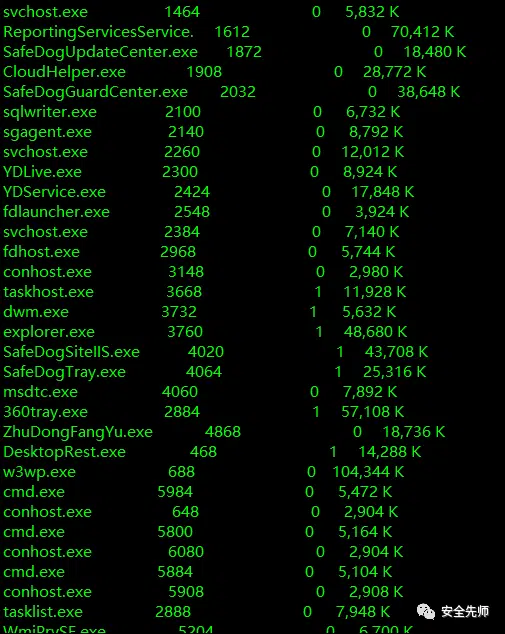 svchost.exe 1464 0 5,832 K
ReportingServicesService. 1612 0 70,412 K
SafeDogUpdateCenter.exe 1872 0 18,480 K
CloudHelper.exe 1908 0 28,772 K
SafeDogGuardCenter.exe 2032 0 38,648 K
sqlwriter.exe 2100 0 6,732 K
sgagent.exe 2140 0 8,792 K
svchost.exe 2260 0 12,012 K
YDLive.exe 2300 0 8,924 K
YDService.exe 2424 0 17,848 K
fdlauncher.exe 2548 0 3,924 K
svchost.exe 2384 0 7,140 K
fdhost.exe 2968 0 5,744 K
conhost.exe 3148 0 2,980 K
taskhost.exe 3668 1 11,928 K
dwm.exe 3732 1 5,632 K
explorer.exe 3760 1 48,680 K
SafeDogSiteIIS.exe 4020 1 43,708 K
SafeDogTray.exe 4064 1 25,316 K
msdtc.exe 4060 0 7,892 K
360tray.exe 2884 1 57,108 K
ZhuDongFangYu.exe 4868 0 18,736 K
DesktopRest.exe 468 1 14,288 K
w3wp.exe 688 0 104,344 K
cmd.exe 5984 0 5,472 K
conhost.exe 648 0 2,904 K
cmd.exe 5800 0 5,164 K
conhost.exe 6080 0 2,904 K
cmd.exe 5884 0 5,104 K
conhost.exe 5908 0 2,908 K
安全先师
tasklist.exe 2888 0 7,948 K
WmiPrvSE.exe 5204 0 6,700 K